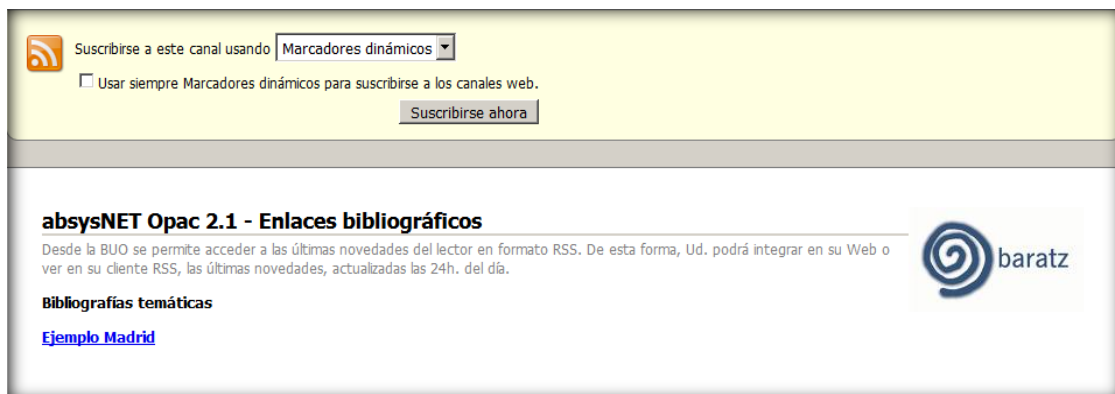 Suscribirse a este canal usando Marcadores dinámicos
Usar siempre Marcadores dinámicos para suscribirse a los canales web.
Suscribirse ahora
absysNET Opac 2.1 - Enlaces bibliográficos
Desde la BUO se permite acceder a las últimas novedades del lector en formato RSS. De esta forma, Ud. podrá integrar en su Web o
ver en su cliente RSS, las últimas novedades, actualizadas las 24h. del día.
baratz
Bibliografías temáticas
Ejemplo Madrid